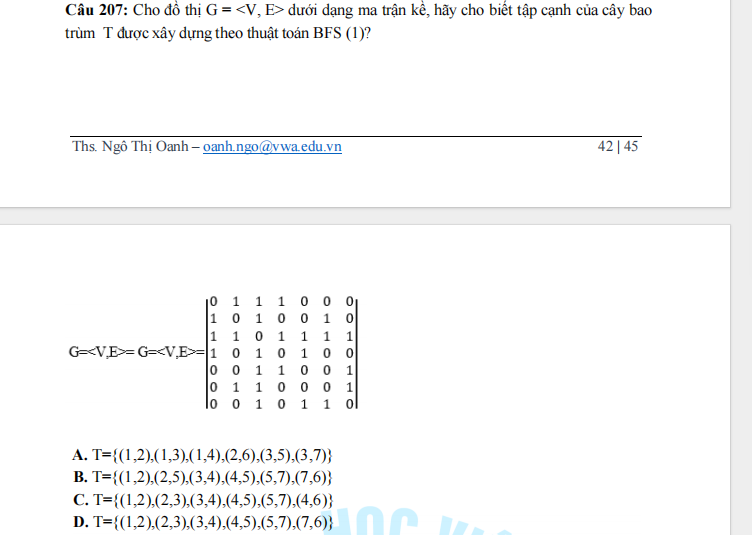 Câu 207: Cho đồ thị G = <V, E> dưới dạng ma trận kề, hãy cho biết tập cạnh của cây bao
trùm T được xây dựng theo thuật toán BFS (1)?
Ths. Ngô Thị Oanh – oanh.ngo@vwa.edu.vn 42 | 45
0 1 1 1 0 0 0
1 0 1 0 0 1 0
1 1 0 1 1 1 1
G=<V,E>= G=<V,E>= 1 0 1 0 1 0 0
0 0 1 1 0 0 1
0 1 1 0 0 0 1
0 0 1 0 1 1 0
A. T={(1,2),(1,3),(1,4),(2,6),(3,5),(3,7)}
B. T={(1,2),(2,5),(3,4),(4,5),(5,7),(7,6)}
C. T={(1,2),(2,3),(3,4),(4,5),(5,7),(4,6)}
D. T={(1,2),(2,3),(3,4),(4,5),(5,7),(7,6)}